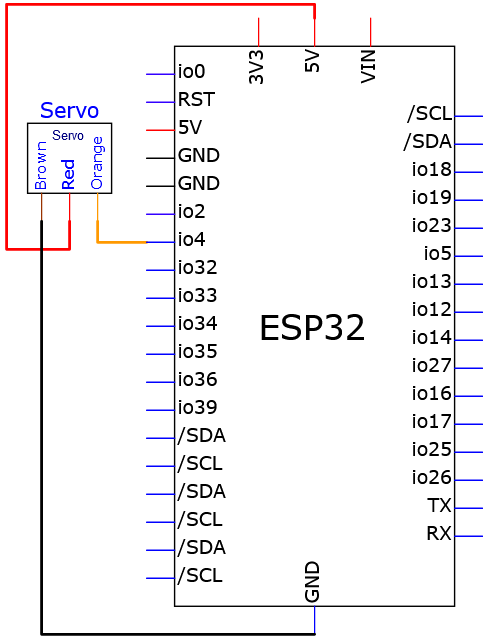 3V3
5V
VIN
io0
RST
5V
GND
GND
io2
io4
io32
io33
io34
io35
io36
io39
/SDA
/SCL
/SDA
/SCL
/SDA
/SCL
Servo
Servo
Brown
Red
Orange
ESP32
/SCL
/SDA
io18
io19
io23
io5
io13
io12
io14
io27
io16
io17
io25
io26
TX
RX
GND